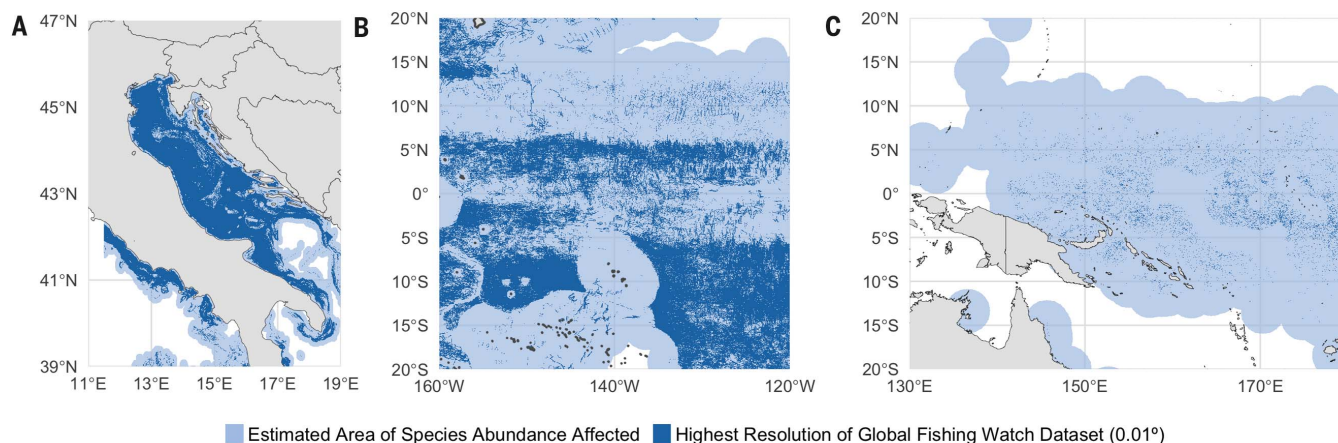 A
47°N
45°N
43°N
41°N
39°N
11°E 13°E 15°E 17°E 19°E
B
20°N
15°N
10°N
5°N
0°
5°S
10°S
15°S
20°S
160°W 140°W 120°W
C
20°N
15°N
10°N
5°N
0°
5°S
10°S
15°S
20°S
130°E 150°E 170°E
Estimated Area of Species Abundance Affected Highest Resolution of Global Fishing Watch Dataset (0.01º)